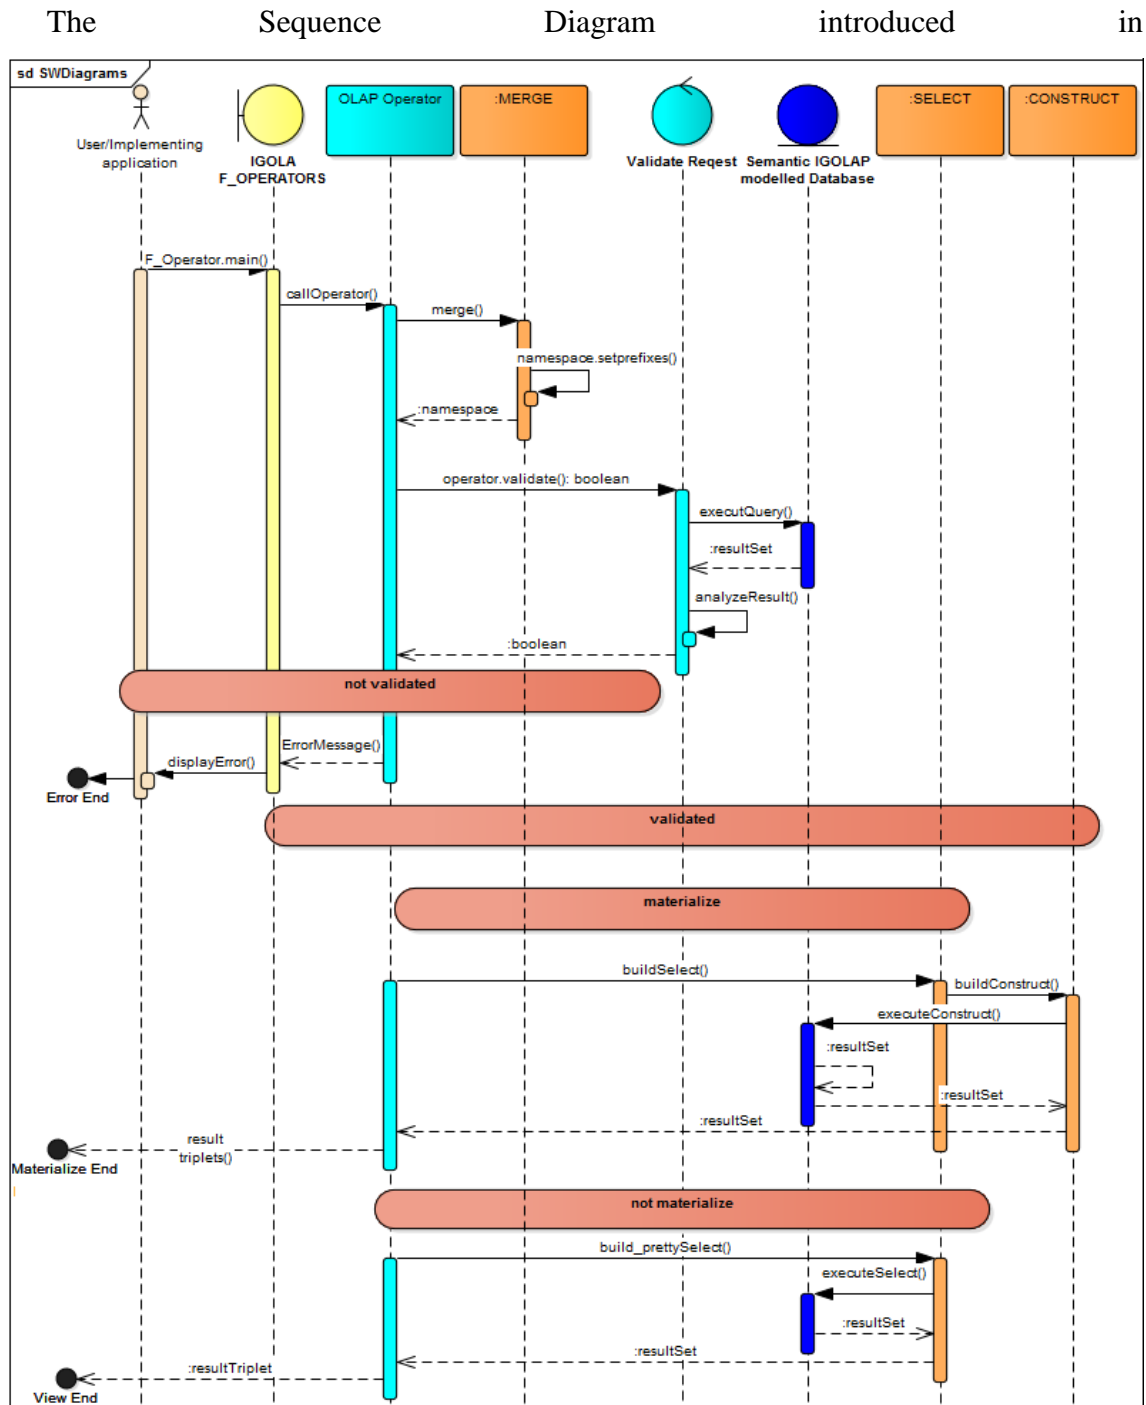 The Sequence Diagram introduced in
sd SWDiagrams
User/Implementing
application
IGOLA
F_OPERATORS
OLAP Operator
:MERGE
Validate Reqest
Semantic IGOLAP
modelled Database
:SELECT
:CONSTRUCT
F_Operator.main()
callOperator()
merge()
namespace.setprefixes()
:namespace
operator.validate(): boolean
executQuery()
:resultSet
analyzeResult()
:boolean
not validated
ErrorMessage()
displayError()
Error End
validated
materialize
buildSelect()
buildConstruct()
executeConstruct()
:resultSet
:resultSet
:resultSet
result
triplets()
Materialize End
not materialize
build_prettySelect()
executeSelect()
:resultSet
:resultSet
:resultTriplet
View End